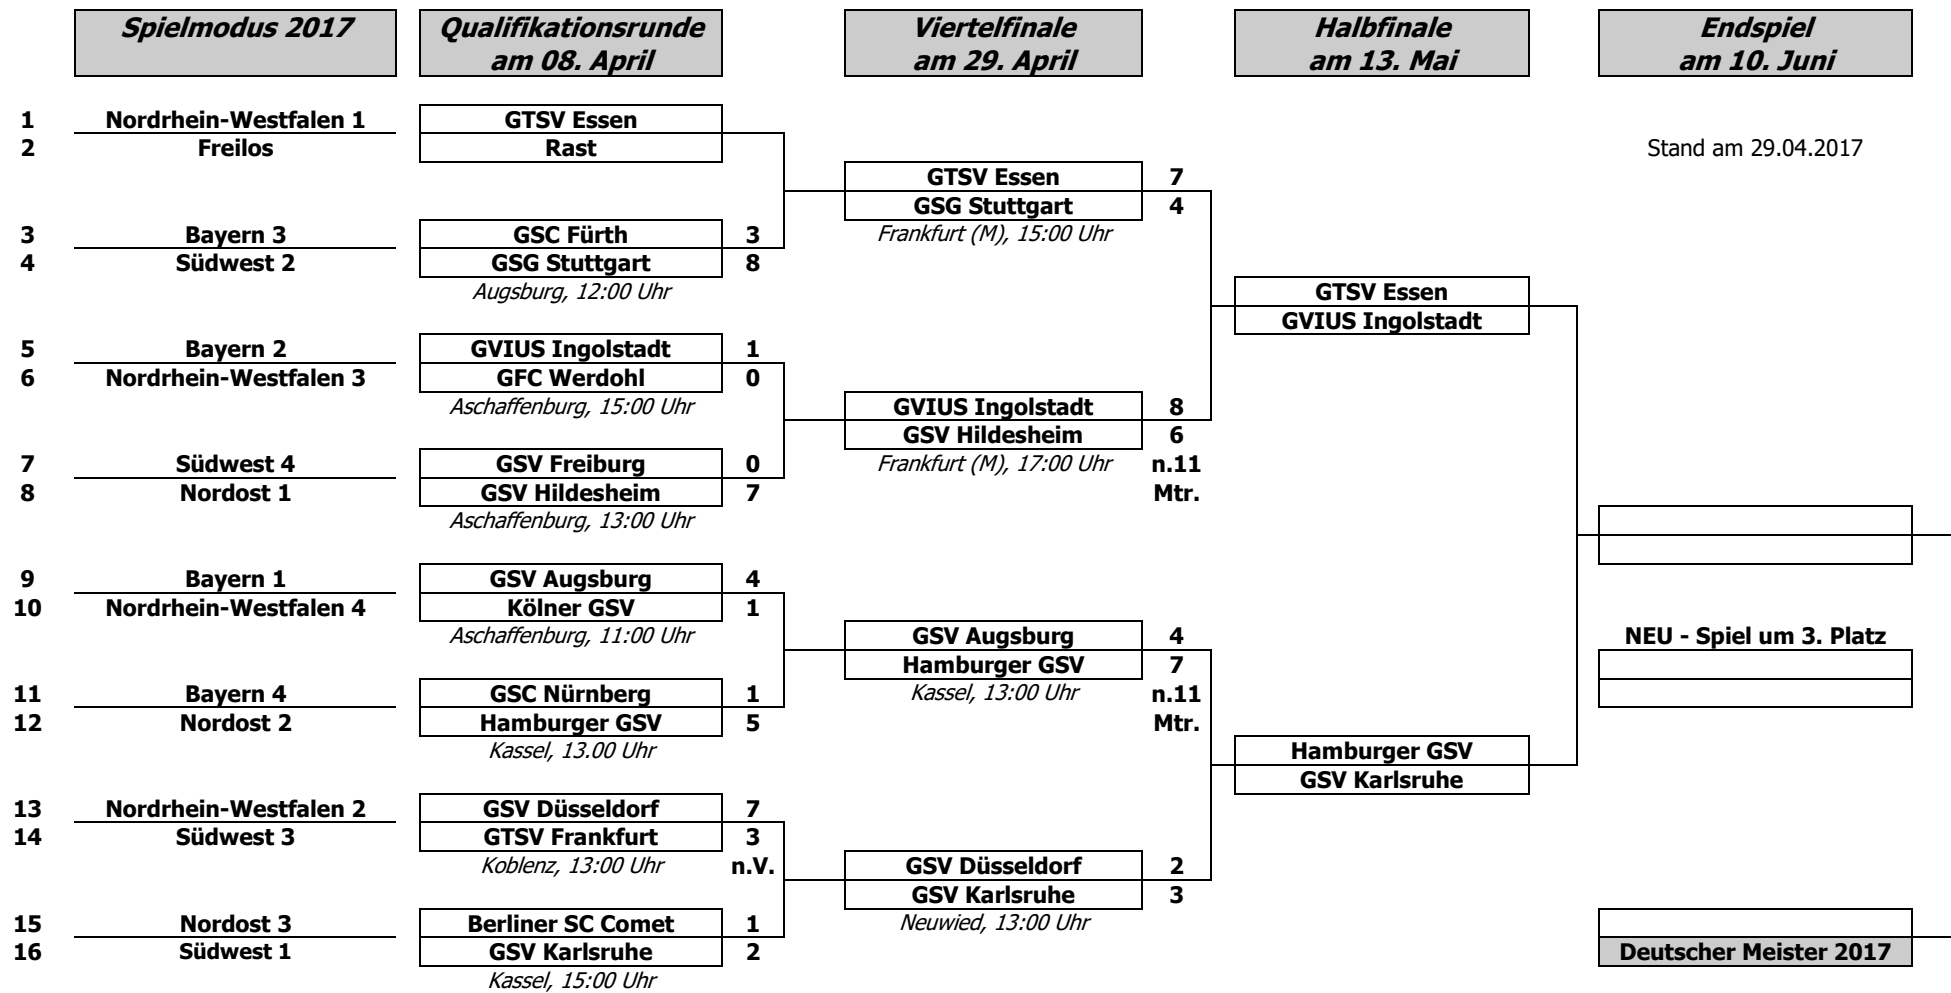 Spielmodus 2017 Qualifikationsrunde Viertelfinale Halbfinale Endspiel
am 08. April am 29. April am 13. Mai am 10. Juni
1 Nordrhein-Westfalen 1 GTSV Essen
2 Freilos Rast Stand am 29.04.2017
GTSV Essen 7
GSG Stuttgart 4
3 Bayern 3 GSC Fürth 3 Frankfurt (M), 15:00 Uhr
4 Südwest 2 GSG Stuttgart 8
Augsburg, 12:00 Uhr GTSV Essen
GVIUS Ingolstadt
5 Bayern 2 GVIUS Ingolstadt 1
6 Nordrhein-Westfalen 3 GFC Werdohl 0
Aschaffenburg, 15:00 Uhr GVIUS Ingolstadt 8
GSV Hildesheim 6
7 Südwest 4 GSV Freiburg 0 Frankfurt (M), 17:00 Uhr n.11
8 Nordost 1 GSV Hildesheim 7 Mtr.
Aschaffenburg, 13:00 Uhr
9 Bayern 1 GSV Augsburg 4
10 Nordrhein-Westfalen 4 Kölner GSV 1
Aschaffenburg, 11:00 Uhr GSV Augsburg 4 NEU - Spiel um 3. Platz
Hamburger GSV 7
11 Bayern 4 GSC Nürnberg 1 Kassel, 13:00 Uhr n.11
12 Nordost 2 Hamburger GSV 5 Mtr.
Kassel, 13.00 Uhr Hamburger GSV
GSV Karlsruhe
13 Nordrhein-Westfalen 2 GSV Düsseldorf 7
14 Südwest 3 GTSV Frankfurt 3
Koblenz, 13:00 Uhr n.V. GSV Düsseldorf 2
GSV Karlsruhe 3
15 Nordost 3 Berliner SC Comet 1 Neuwied, 13:00 Uhr
16 Südwest 1 GSV Karlsruhe 2 Deutscher Meister 2017
Kassel, 15:00 Uhr